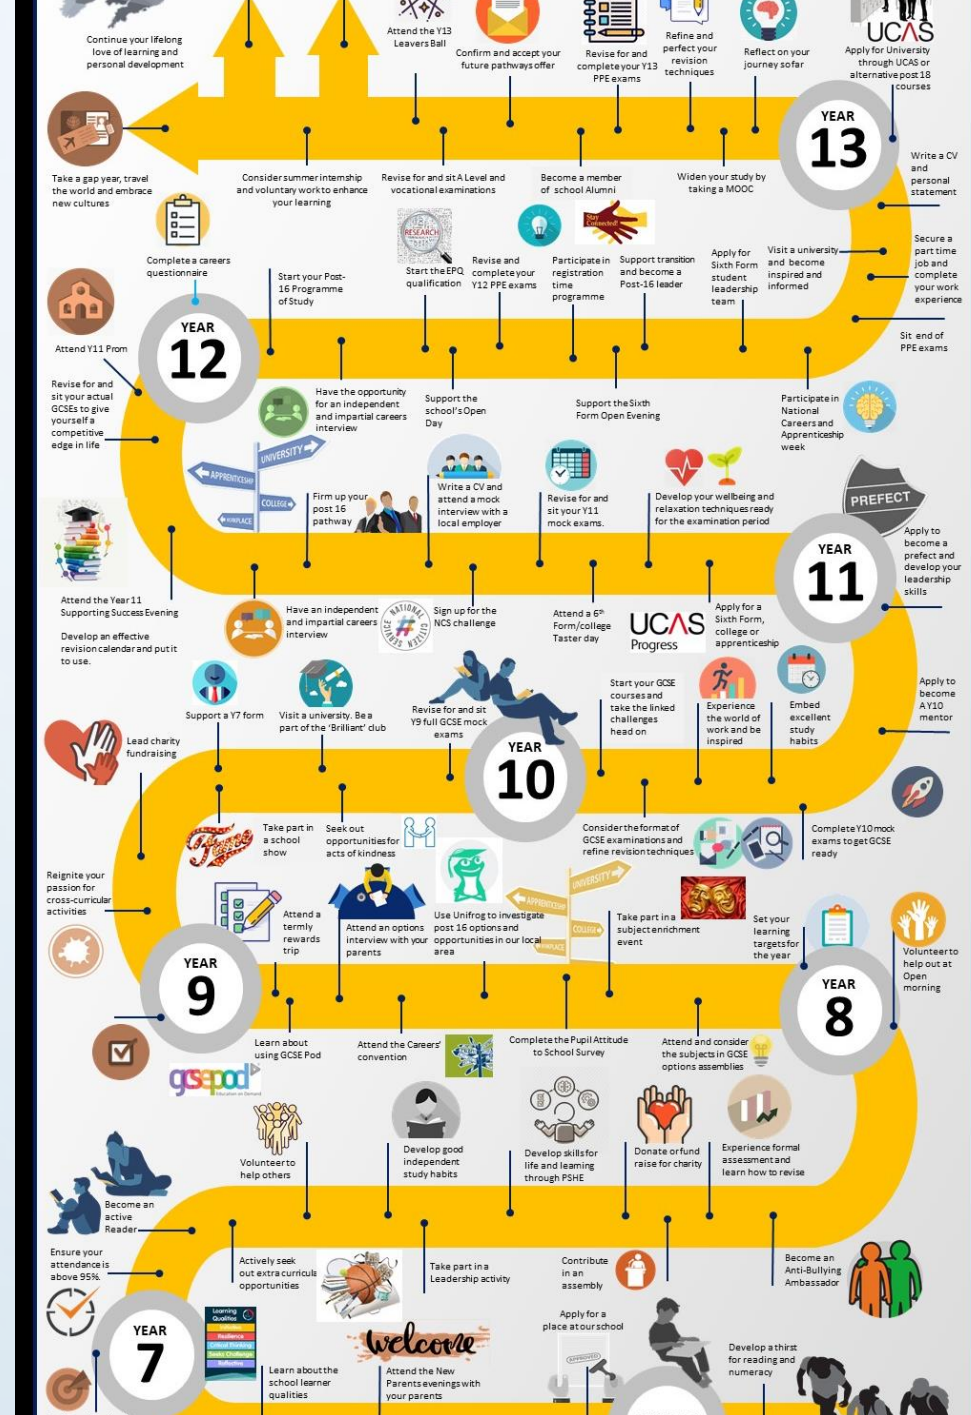 Continue your lifelong
love of learning and
personal development
Attend the Y13
Leavers Ball
Confirm and accept your
future pathways offer
Revise for and
complete your Y13
PPE exams
Refine and
perfect your
revision
techniques
Reflect on your
journey so far
UCAS
Apply for University
through UCAS or
alternative post 18
courses
YEAR
13
Take a gap year, travel
the world and embrace
new cultures
Consider summer internship
and voluntary work to enhance
your learning
Revise for and sit A Level and
vocational examinations
Become a member
of school Alumni
Widen your study by
taking a MOOC
Write a CV
and
personal
statement
Complete a careers
questionnaire
Start your Post-
16 Programme
of Study
RESEARCH
Start the EPQ
qualification
Revise and
complete your
Y12 PPE exams
Stay
Connected!
Participate in
registration
time
programme
Support transition
and become a
Post-16 leader
Apply for
Sixth Form
student
leadership
team
Visit a university
and become
inspired and
informed
Secure a
part time
job and
complete
your work
experience
Sit end of
PPE exams
YEAR
12
Attend Y11 Prom
Revise for and
sit your actual
GCSEs to give
yourself a
competitive
edge in life
Have the opportunity
for an independent
and impartial careers
interview
Support the
school's Open
Day
Support the Sixth
Form Open Evening
Participate in
National
Careers and
Apprenticeship
week
UNIVERSITY
APPRENTICESHIP
COLLEGE
WORKPLACE
Firm up your
post 16
pathway
Write a CV and
attend a mock
interview with a
local employer
Revise for and
sit your Y11
mock exams.
Develop your wellbeing and
relaxation techniques ready
for the examination period
PREFECT
YEAR
11
Apply to
become a
prefect and
develop your
leadership
skills
Attend the Year 11
Supporting Success Evening
Develop an effective
revision calendar and put it
to use.
Have an independent
and impartial careers
interview
NATIONAL
CITIZEN
SERVICE
Sign up for the
NCS challenge
Attend a 6th
Form/college
Taster day
UCAS
Progress
Apply for a
Sixth Form,
college or
apprenticeship
Support a Y7 form
Visit a university. Be a
part of the 'Brilliant' club
Revise for and sit
Y9 full GCSE mock
exams
YEAR
10
Start your GCSE
courses and
take the linked
challenges
head on
Experience
the world of
work and be
inspired
Embed
excellent
study
habits
Apply to
become
A Y10
mentor
Lead charity
fundraising
Take part in
a school
show
Seek out
opportunities for
acts of kindness
Consider the format of
GCSE examinations and
refine revision techniques
Complete Y10 mock
exams to get GCSE
ready
Reignite your
passion for
cross-curricular
activities
Attend a
termly
rewards
trip
Attend an options
interview with your
parents
Use Unifrog to investigate
post 16 options and
opportunities in our local
area
UNIVERSITY
APPRENTICESHIP
COLLEGE
WORKPLACE
Take part in a
subject enrichment
event
Set your
learning
targets for
the year
Volunteer to
help out at
Open
morning
YEAR
9
YEAR
8
Learn about
using GCSE Pod
gcsepod
Education on Demand
Attend the Careers'
convention
Complete the Pupil Attitude
to School Survey
Attend and consider
the subjects in GCSE
options assemblies
Volunteer to
help others
Develop good
independent
study habits
Develop skills for
life and learning
through PSHE
Donate or fund
raise for charity
Experience formal
assessment and
learn how to revise
Become an
active
Reader
Ensure your
attendance is
above 95%.
Actively seek
out extra curricula
opportunities
Take part in a
Leadership activity
Contribute
in an
assembly
Become an
Anti-Bullying
Ambassador
YEAR
7
Learning
Qualities
Initiative
Resilience
Critical Thinking
Seeks Challenge
Reflective
Learn about the
school learner
qualities
welcome
Attend the New
Parents evenings with
your parents
Apply for a
place at our school
APPROVED
Develop a thirst
for reading and
numeracy